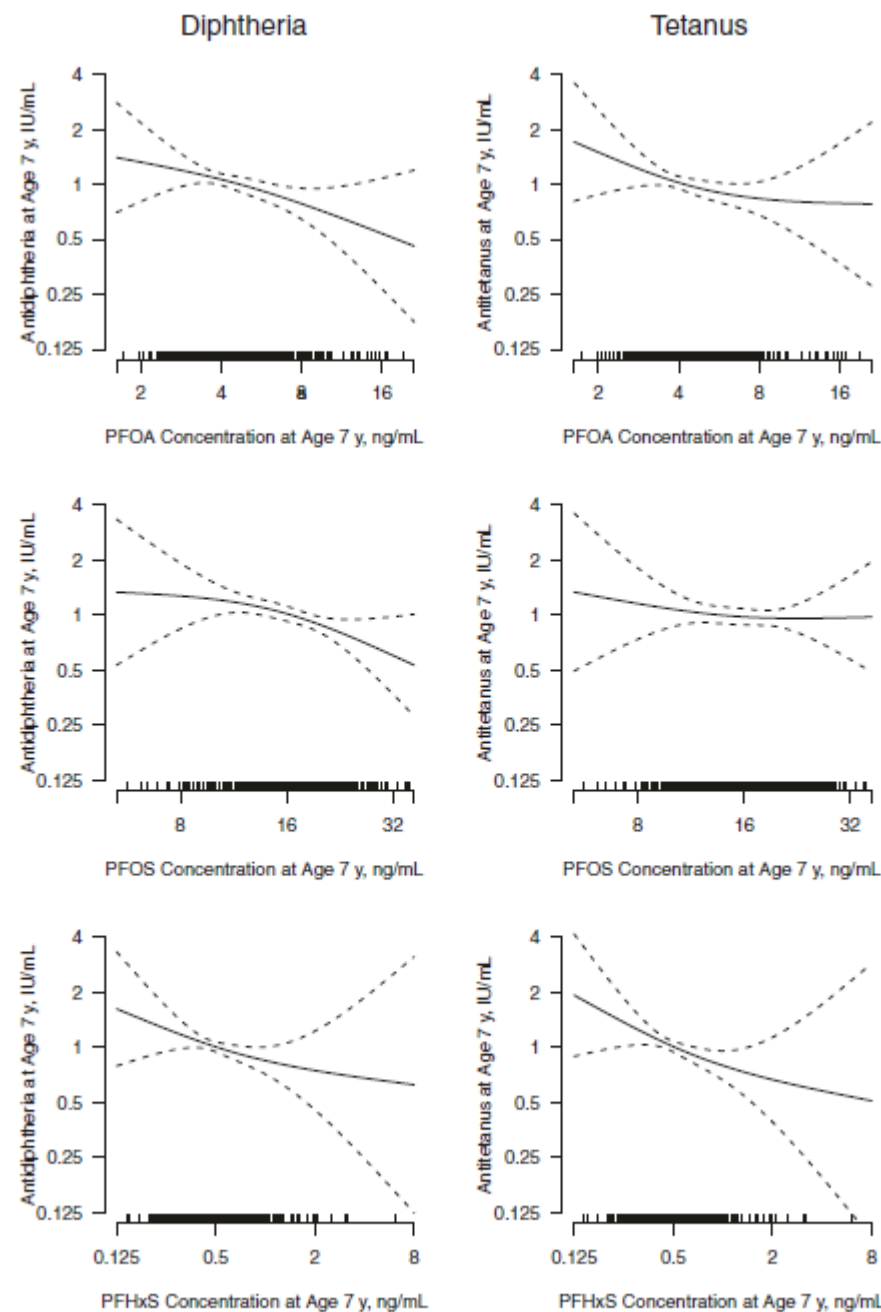 Diphtheria Tetanus
Antidiphtheria at Age 7 y, IU/mL
4
2
1
0.5
0.25
0.125
2 4 8 16
PFOA Concentration at Age 7 y, ng/mL
Antitetanus at Age 7 y, IU/mL
4
2
1
0.5
0.25
0.125
2 4 8 16
PFOA Concentration at Age 7 y, ng/mL
Antidiphtheria at Age 7 y, IU/mL
4
2
1
0.5
0.25
0.125
8 16 32
PFOS Concentration at Age 7 y, ng/mL
Antitetanus at Age 7 y, IU/mL
4
2
1
0.5
0.25
0.125
8 16 32
PFOS Concentration at Age 7 y, ng/mL
Antidiphtheria at Age 7 y, IU/mL
4
2
1
0.5
0.25
0.125
0.125 0.5 2 8
PFHxS Concentration at Age 7 y, ng/mL
Antitetanus at Age 7 y, IU/mL
4
2
1
0.5
0.25
0.125
0.125 0.5 2 8
PFHxS Concentration at Age 7 y, ng/mL